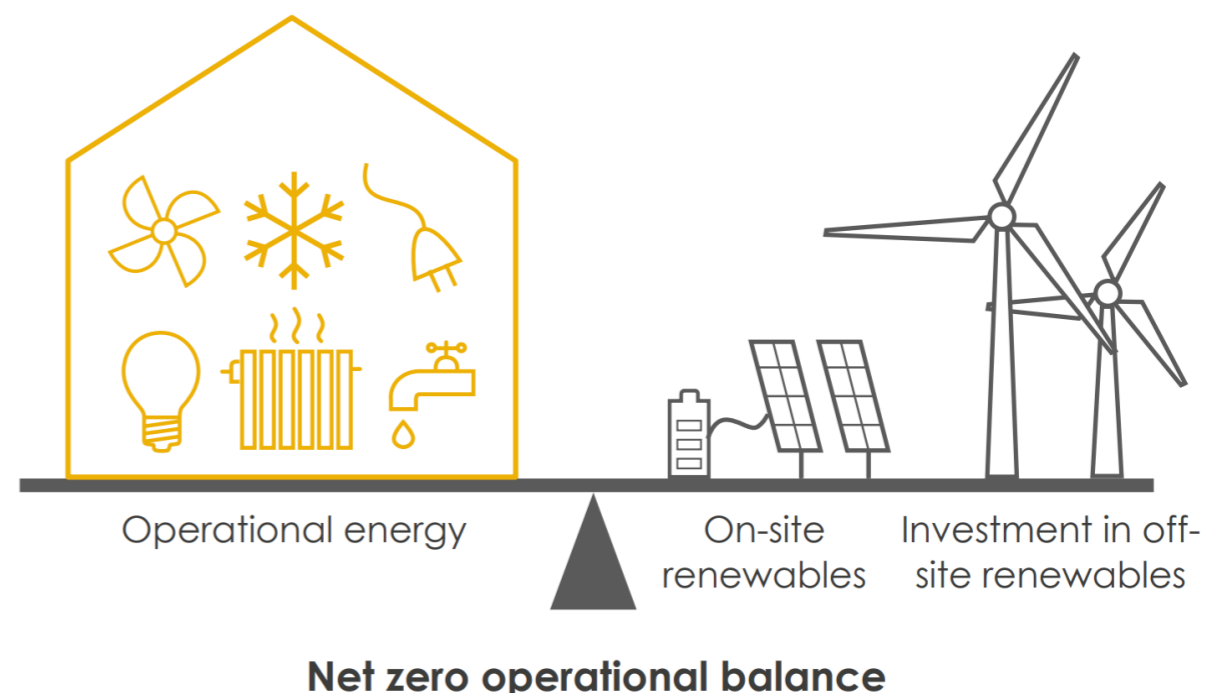 Operational energy
On-site
renewables
Investment in off-
site renewables
Net zero operational balance